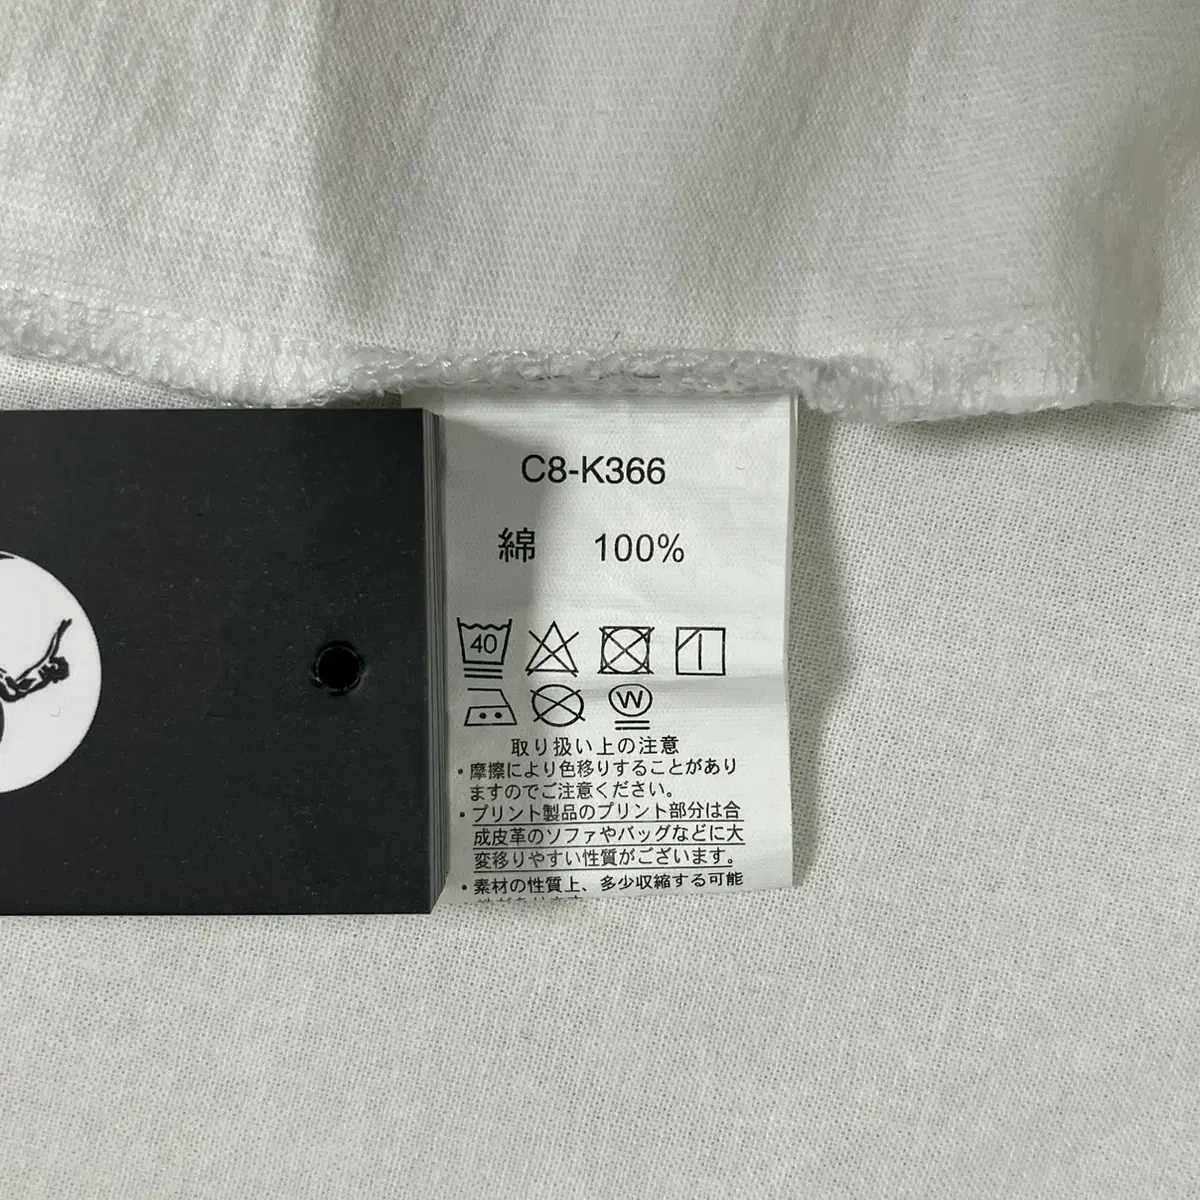 C8-K366
綿 100%
40
W
取り扱い上の注意
・摩擦により色移りすることがあり
ますのでご注意ください。
・プリント製品のプリント部分は合
成皮革のソファやバッグなどに大
変移りやすい性質がございます。
・素材の性質上、多少収縮する可能